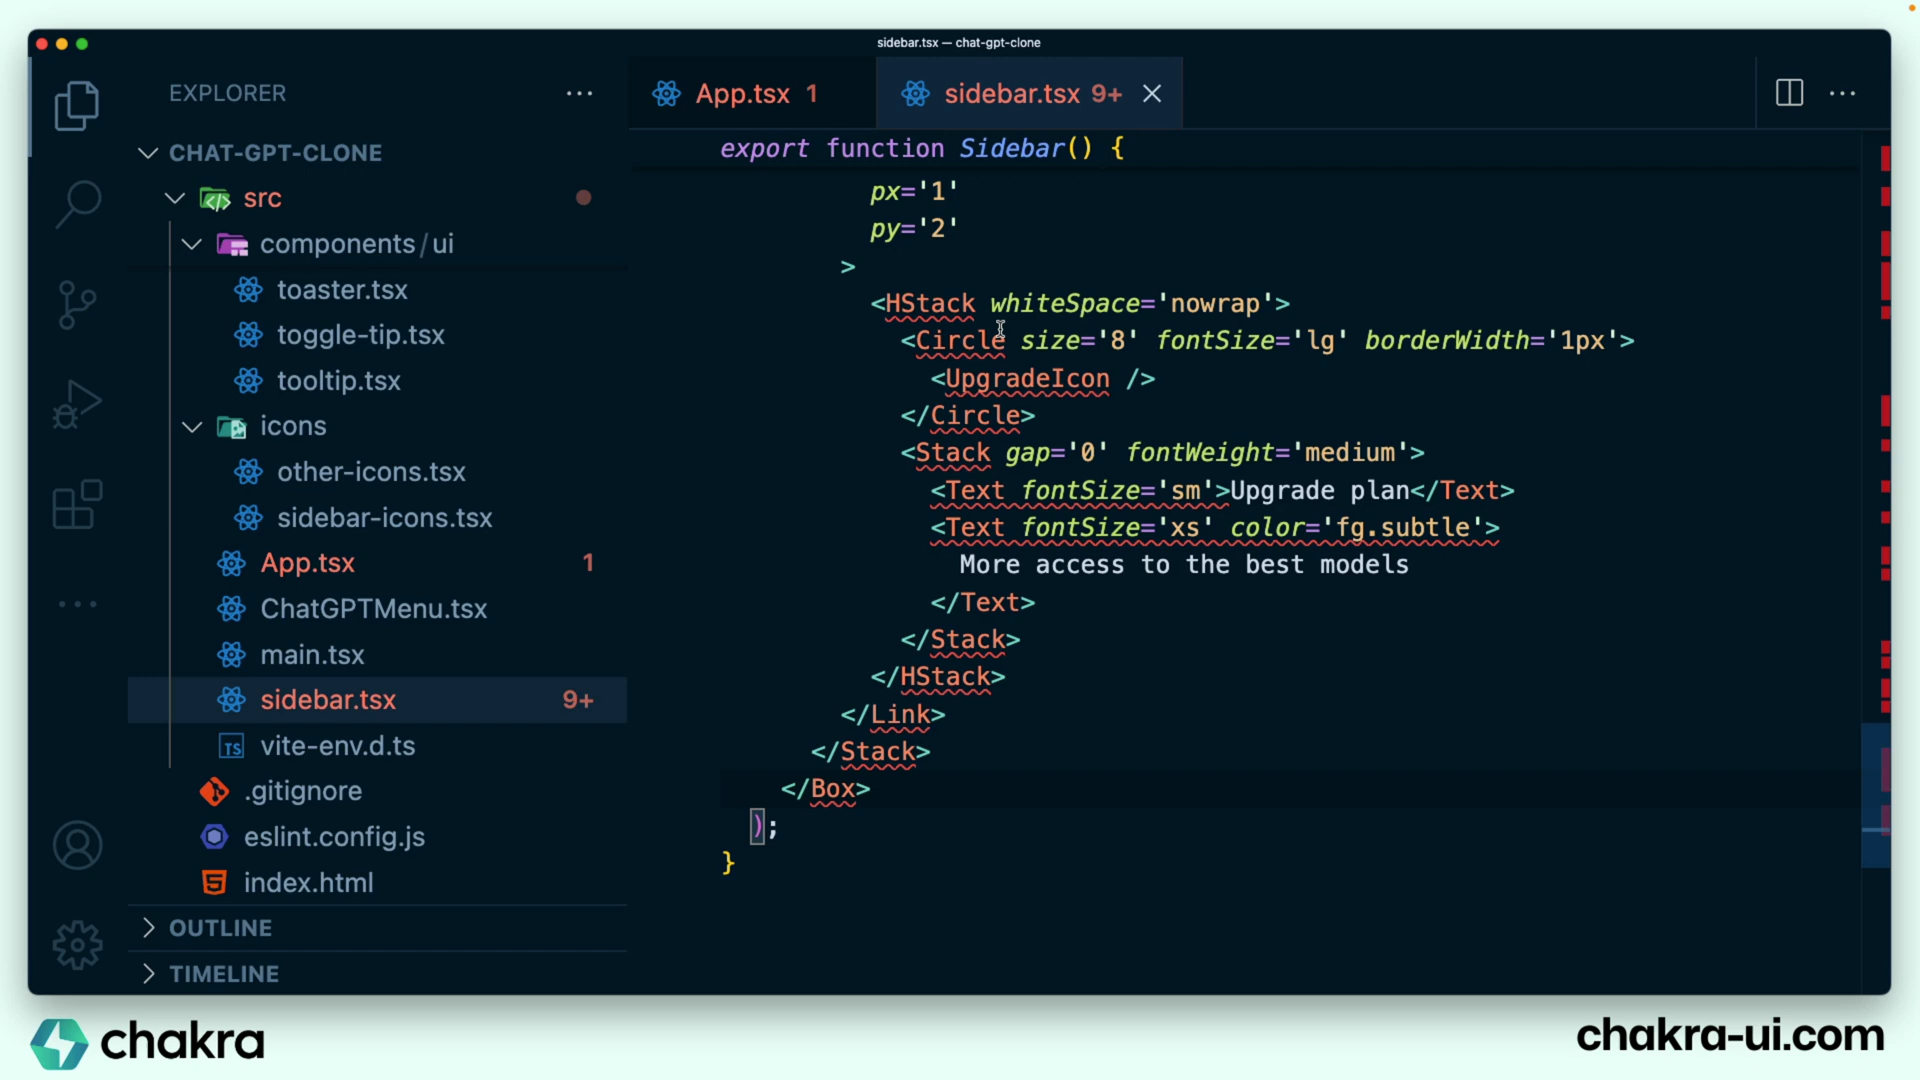 sidebar.tsx — chat-gpt-clone
EXPLORER
CHAT-GPT-CLONE
src
components/ui
toaster.tsx
toggle-tip.tsx
tooltip.tsx
icons
other-icons.tsx
sidebar-icons.tsx
App.tsx 1
ChatGPTMenu.tsx
main.tsx
sidebar.tsx 9+
TS vite-env.d.ts
.gitignore
eslint.config.js
index.html
OUTLINE
TIMELINE
App.tsx 1
sidebar.tsx 9+
export function Sidebar() {
px='1'
py='2'
>
<HStack whiteSpace='nowrap'>
<Circle size='8' fontSize='lg' borderWidth='1px'>
<UpgradeIcon />
</Circle>
<Stack gap='0' fontWeight='medium'>
<Text fontSize='sm'>Upgrade plan</Text>
<Text fontSize='xs' color='fg.subtle'>
More access to the best models
</Text>
</Stack>
</HStack>
</Link>
</Stack>
</Box>
);
}
chakra
chakra-ui.com